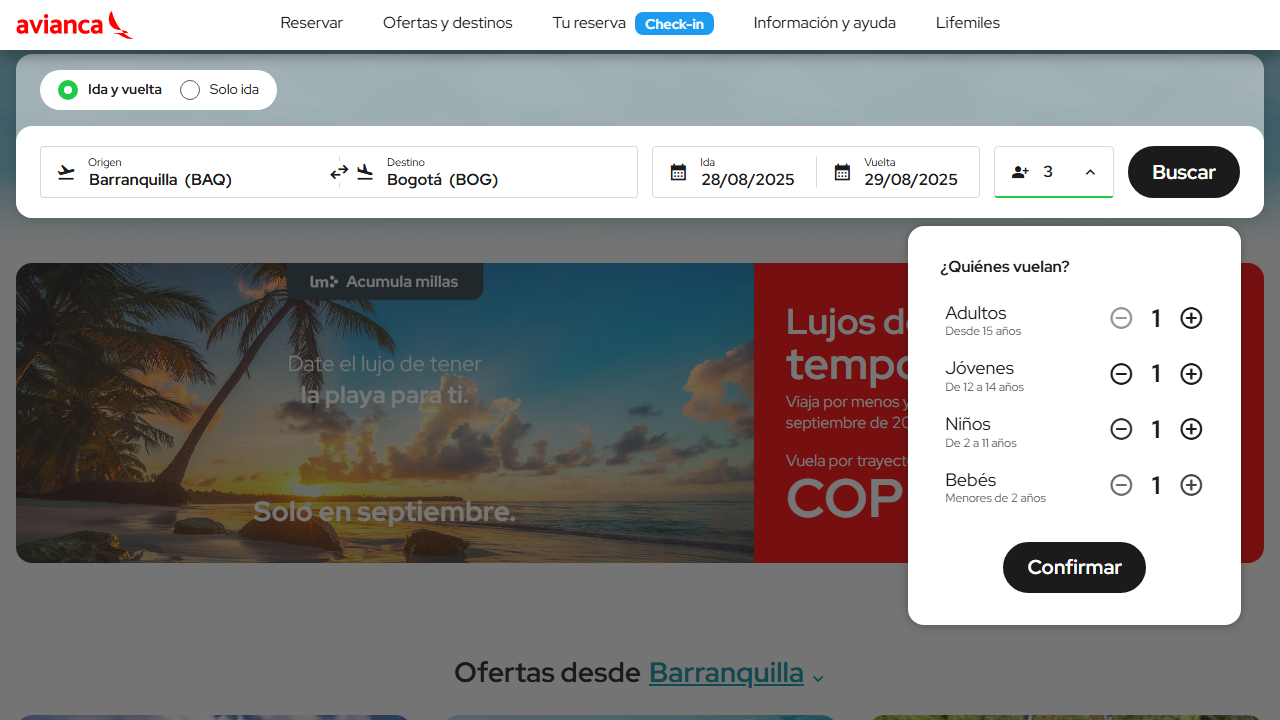 avianca
Reservar
Ofertas y destinos
Tu reserva
Check-in
Información y ayuda
Lifemiles
Ida y vuelta
Solo ida
Origen
Barranquilla (BAQ)
Destino
Bogotá (BOG)
Ida
28/08/2025
Vuelta
29/08/2025
3
Buscar
¿Quiénes vuelan?
Adultos
Desde 15 años
1
Jóvenes
De 12 a 14 años
1
Niños
De 2 a 11 años
1
Bebés
Menores de 2 años
1
Confirmar
lm Acumula millas
Date el lujo de tener
la playa para ti.
Solo en septiembre.
Lujos
Viaja por menos
septiembre de
Vuela por
COP
Ofertas desde Barranquilla